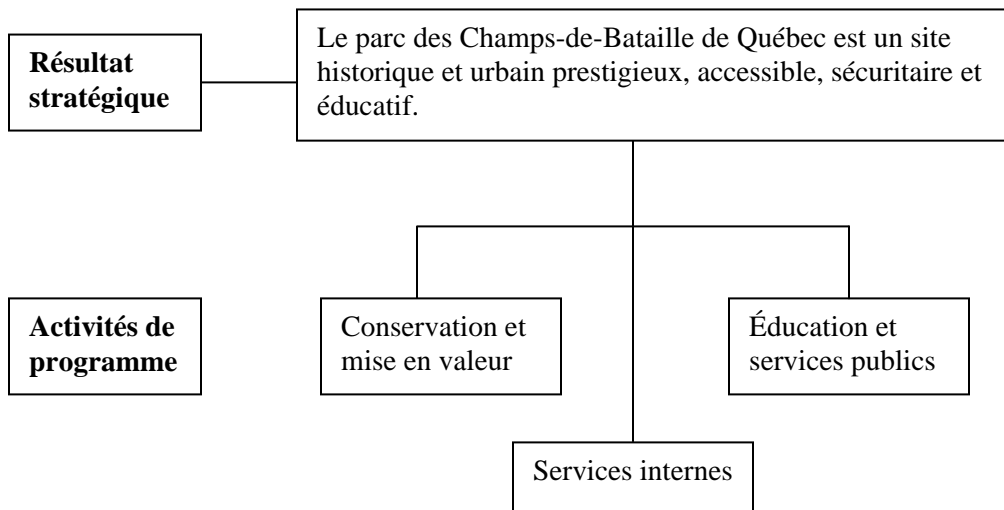 Résultat
stratégique
Le parc des Champs-de-Bataille de Québec est un site
historique et urbain prestigieux, accessible, sécuritaire et
éducatif.
Activités de
programme
Conservation et
mise en valeur
Éducation et
services publics
Services internes